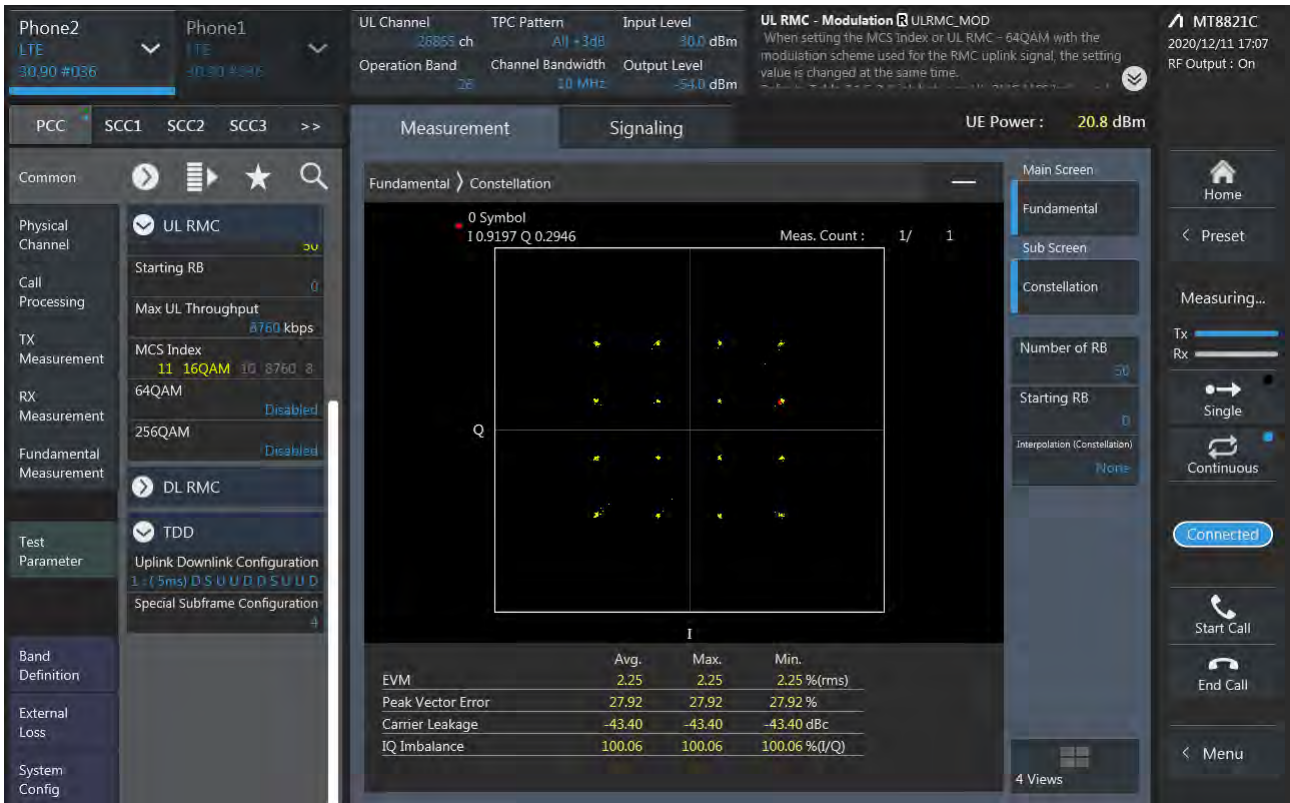 Phone2
LTE
30.90 #036
Phone1
LTE
30.90 #036
UL Channel
26865 ch
Operation Band
26
TPC Pattern
All +3dB
Channel Bandwidth
10 MHz
Input Level
30.0 dBm
Output Level
-54.0 dBm
UL RMC - Modulation R ULRMC_MOD
When setting the MCS Index or UL RMC - 64QAM with the
modulation scheme used for the RMC uplink signal, the setting
value is changed at the same time.
MT8821C
2020/12/11 17:07
RF Output : On
PCC SCC1 SCC2 SCC3 >>
Measurement
Signaling
UE Power : 20.8 dBm
Common
Physical
Channel
Call
Processing
TX
Measurement
RX
Measurement
Fundamental
Measurement
Test
Parameter
Band
Definition
External
Loss
System
Config
UL RMC
50
Starting RB
0
Max UL Throughput
8760 kbps
MCS Index
11 16QAM 10 8760 8
64QAM
Disabled
256QAM
Disabled
DL RMC
TDD
Uplink Downlink Configuration
1 : ( 5ms) D S U U D D S U U D
Special Subframe Configuration
4
Fundamental 〉 Constellation
0 Symbol
I 0.9197 Q 0.2946
Meas. Count : 1/ 1
Q
I
Avg. Max. Min.
EVM 2.25 2.25 2.25 %(rms)
Peak Vector Error 27.92 27.92 27.92 %
Carrier Leakage -43.40 -43.40 -43.40 dBc
IQ Imbalance 100.06 100.06 100.06 %(I/Q)
Main Screen
Fundamental
Sub Screen
Constellation
Number of RB
50
Starting RB
0
Interpolation (Constellation)
None
4 Views
Home
< Preset
Measuring...
Tx
Rx
Single
Continuous
Connected
Start Call
End Call
< Menu